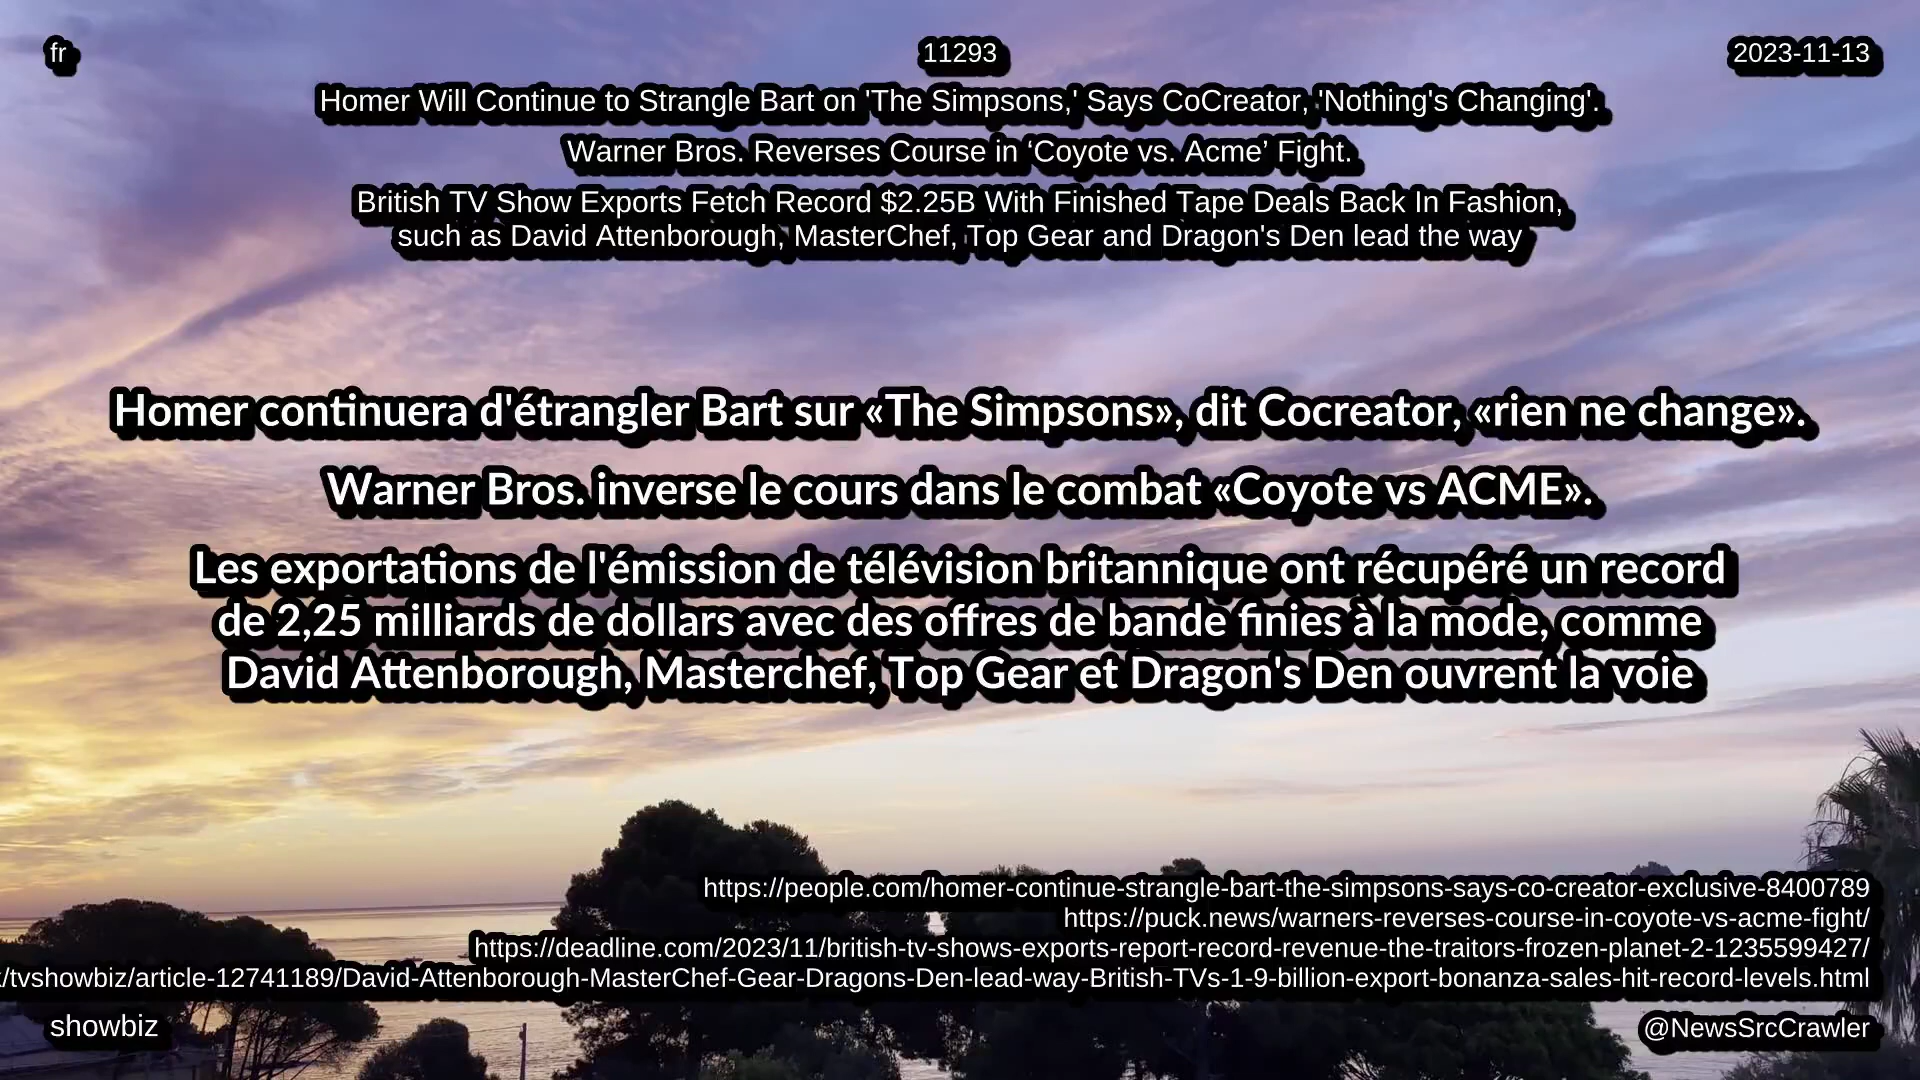 fr
11293
2023-11-13
Homer Will Continue to Strangle Bart on 'The Simpsons,' Says CoCreator, 'Nothing's Changing'.
Warner Bros. Reverses Course in ‘Coyote vs. Acme’ Fight.
British TV Show Exports Fetch Record $2.25B With Finished Tape Deals Back In Fashion,
such as David Attenborough, MasterChef, Top Gear and Dragon's Den lead the way
Homer continuera d'étrangler Bart sur «The Simpsons», dit Cocreator, «rien ne change».
Warner Bros. inverse le cours dans le combat «Coyote vs ACME».
Les exportations de l'émission de télévision britannique ont récupéré un record
de 2,25 milliards de dollars avec des offres de bande finies à la mode, comme
David Attenborough, Masterchef, Top Gear et Dragon's Den ouvrent la voie
https://people.com/homer-continue-strangle-bart-the-simpsons-says-co-creator-exclusive-8400789
https://puck.news/warners-reverses-course-in-coyote-vs-acme-fight/
https://deadline.com/2023/11/british-tv-shows-exports-report-record-revenue-the-traitors-frozen-planet-2-1235599427/
/tvshowbiz/article-12741189/David-Attenborough-MasterChef-Gear-Dragons-Den-lead-way-British-TVs-1-9-billion-export-bonanza-sales-hit-record-levels.html
showbiz
@NewsSrcCrawler